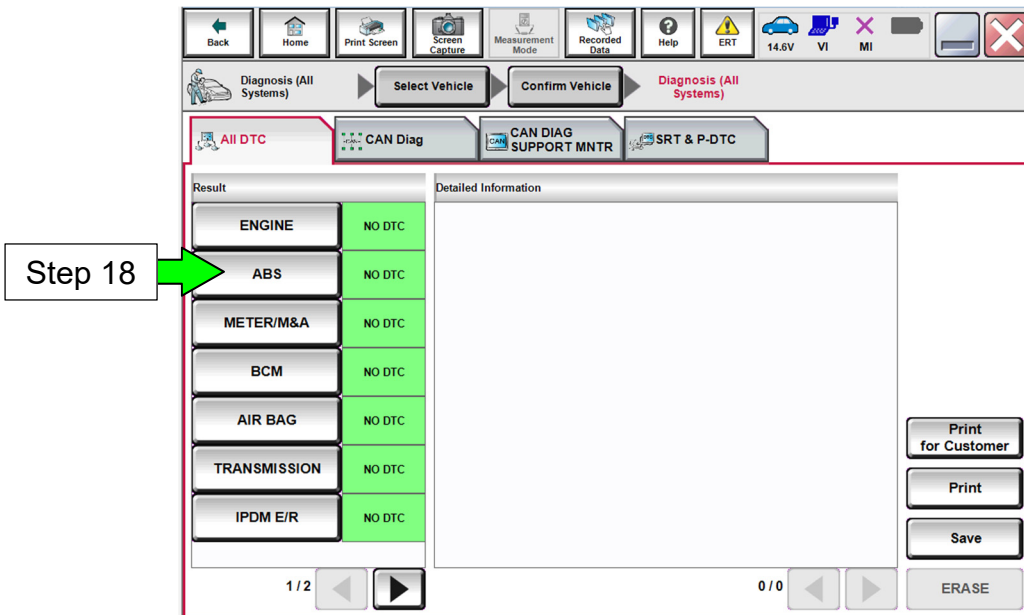 Back
Home
Print Screen
Screen
Capture
Measurement
Mode
Recorded
Data
Help
ERT
14.6V
VI
MI
Diagnosis (All
Systems)
Select Vehicle
Confirm Vehicle
Diagnosis (All
Systems)
All DTC
CAN Diag
CAN
CAN DIAG
SUPPORT MNTR
SRT & P-DTC
Result
Detailed Information
ENGINE
NO DTC
Step 18
ABS
NO DTC
METER/M&A
NO DTC
BCM
NO DTC
AIR BAG
NO DTC
TRANSMISSION
NO DTC
IPDM E/R
NO DTC
Print
for Customer
Print
Save
1/2
0/0
ERASE